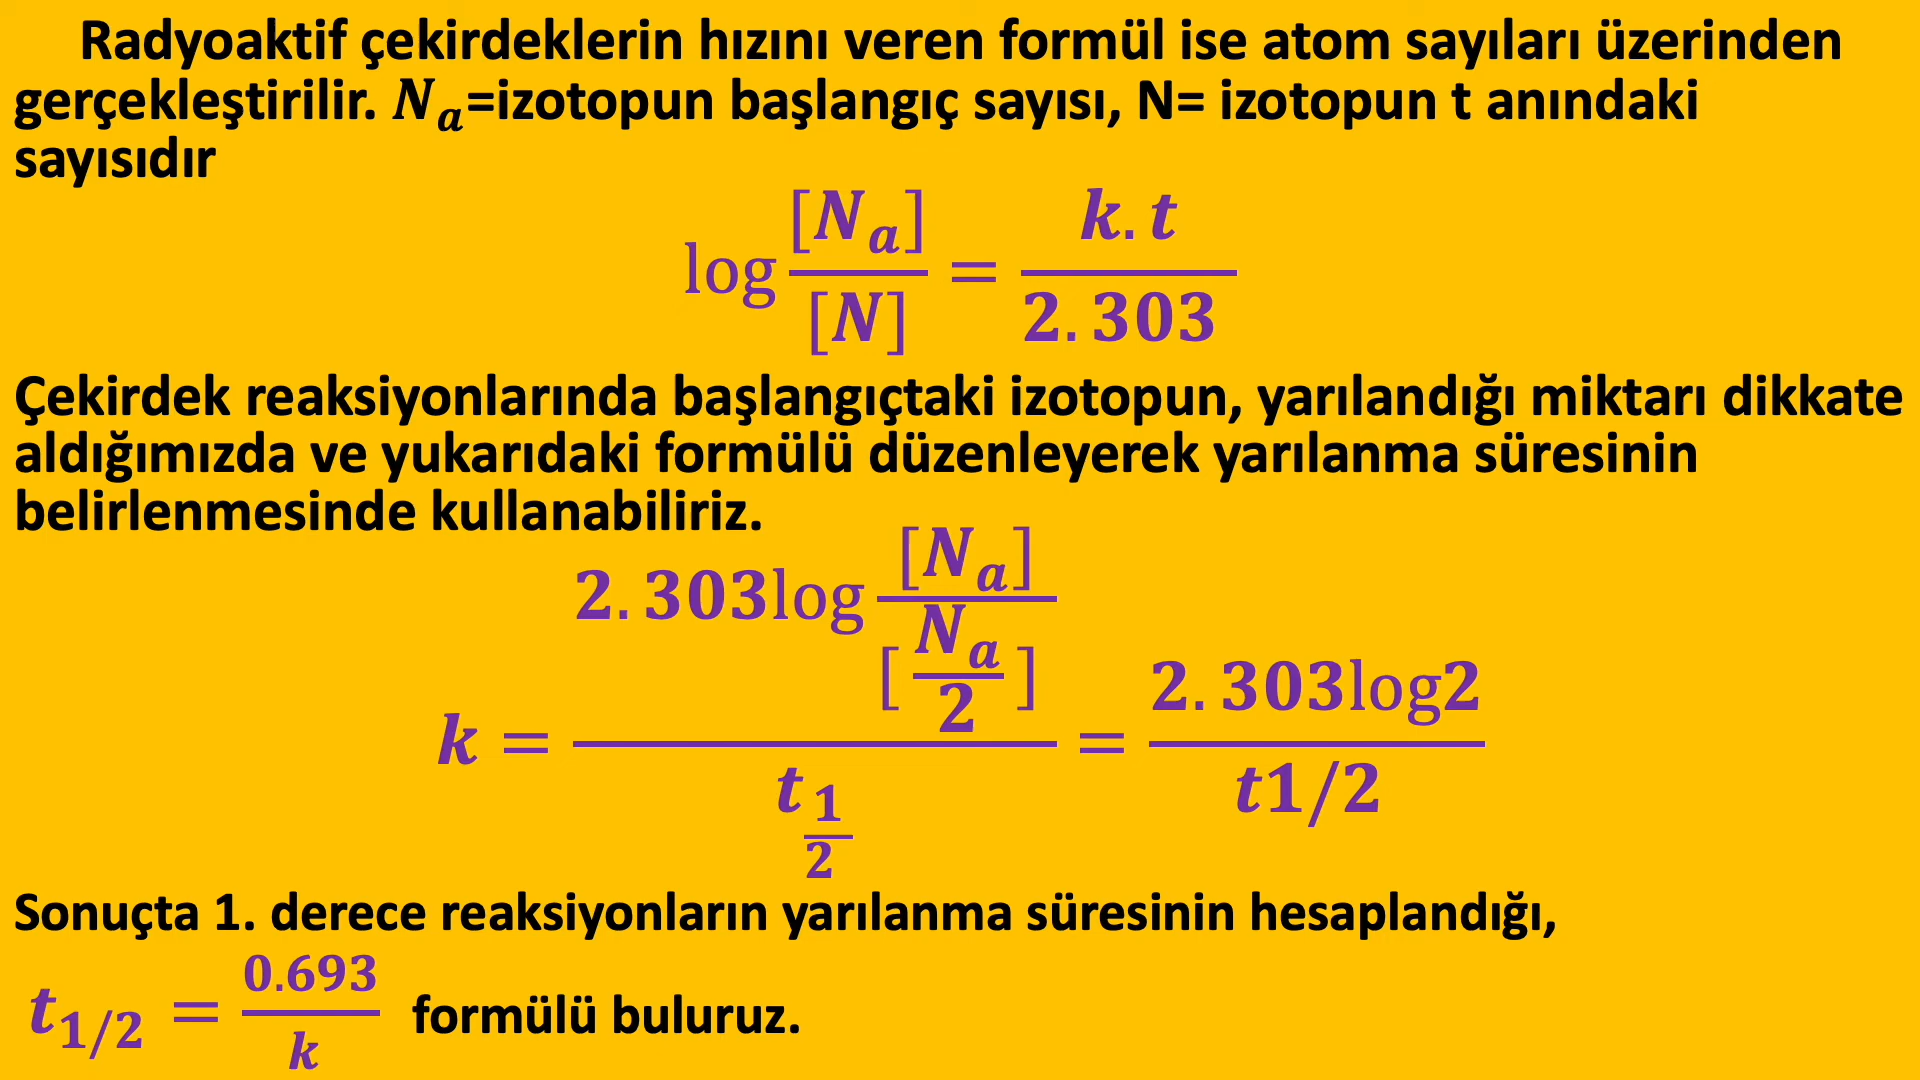 Radyoaktif çekirdeklerin hızını veren formül ise atom sayıları üzerinden
gerçekleştirilir. Nₐ=izotopun başlangıç sayısı, N= izotopun t anındaki
sayısıdır
log [Nₐ]/[N] = k.t/2.303
Çekirdek reaksiyonlarında başlangıçtaki izotopun, yarılandığı miktarı dikkate
aldığımızda ve yukarıdaki formülü düzenleyerek yarılanma süresinin
belirlenmesinde kullanabiliriz.
k = (2.303log [Nₐ]/[Nₐ/2])/t_(1/2) = 2.303log2/t1/2
Sonuçta 1. derece reaksiyonların yarılanma süresinin hesaplandığı,
t_1/2 = 0.693/k formülü buluruz.